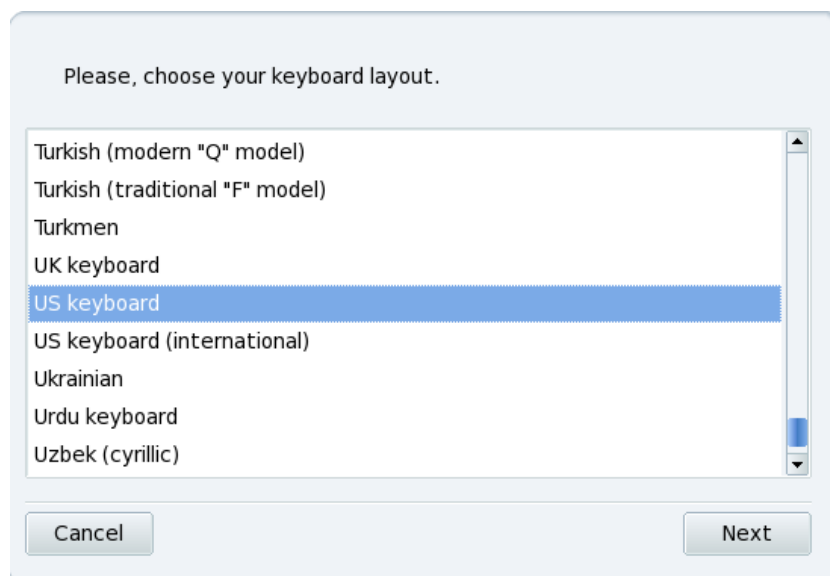 Please, choose your keyboard layout.
Turkish (modern "Q" model)
Turkish (traditional "F" model)
Turkmen
UK keyboard
US keyboard
US keyboard (international)
Ukrainian
Urdu keyboard
Uzbek (cyrillic)
Cancel
Next